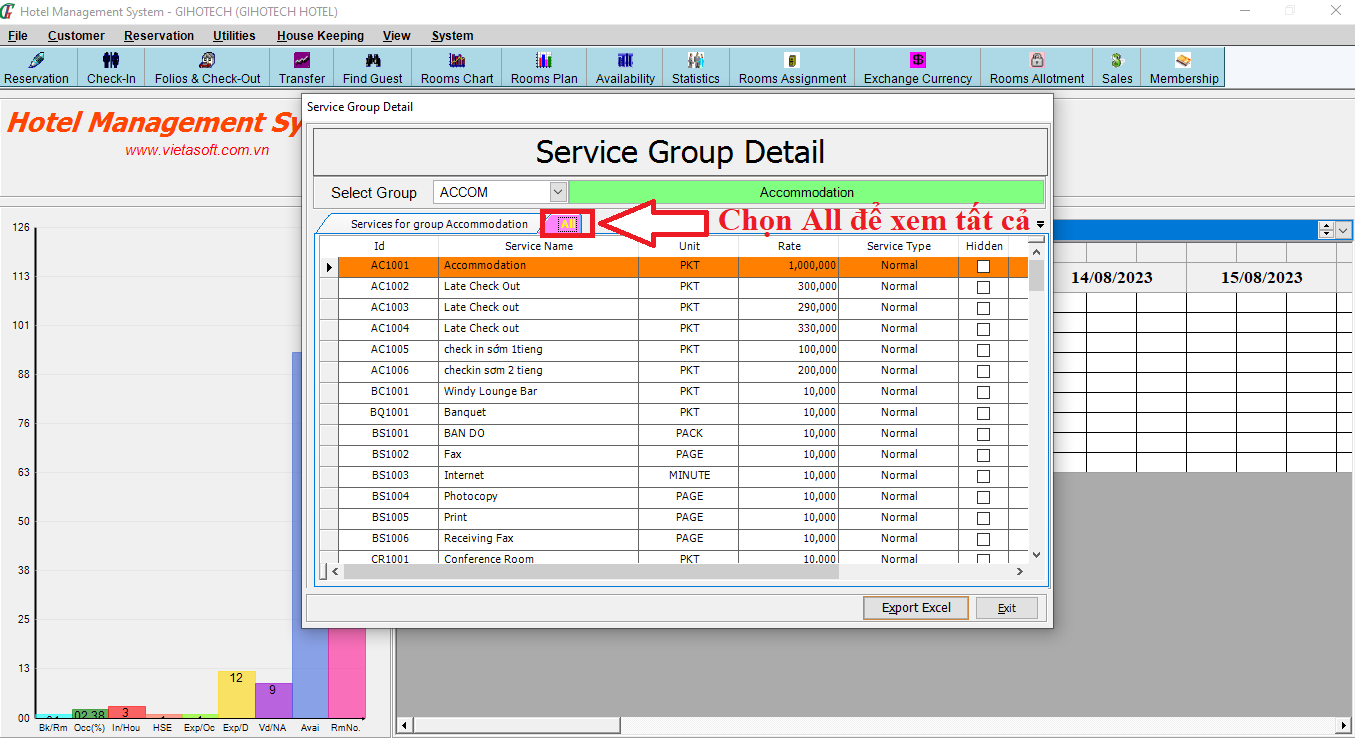 Hotel Management System - GIHOTECH (GIHOTECH HOTEL)
File Customer Reservation Utilities House Keeping View System
Reservation Check-In Folios & Check-Out Transfer Find Guest Rooms Chart Rooms Plan Availability Statistics Rooms Assignment Exchange Currency Rooms Allotment Sales Membership
Service Group Detail
Hotel Management Sy
www.vietasoft.com.vn
Service Group Detail
Select Group ACCOM Accommodation
Services for group Accommodation All Chọn All để xem tất cả
Id Service Name Unit Rate Service Type Hidden
AC1001 Accommodation PKT 1,000,000 Normal
AC1002 Late Check Out PKT 300,000 Normal
AC1003 Late Check out PKT 290,000 Normal
AC1004 Late Check out PKT 330,000 Normal
AC1005 check in sớm 1tieng PKT 100,000 Normal
AC1006 checkin sơm 2 tieng PKT 200,000 Normal
BC1001 Windy Lounge Bar PKT 10,000 Normal
BQ1001 Banquet PKT 10,000 Normal
BS1001 BAN DO PACK 10,000 Normal
BS1002 Fax PAGE 10,000 Normal
BS1003 Internet MINUTE 10,000 Normal
BS1004 Photocopy PAGE 10,000 Normal
BS1005 Print PAGE 10,000 Normal
BS1006 Receiving Fax PAGE 10,000 Normal
CR1001 Conference Room PKT 10,000 Normal
Export Excel Exit
14/08/2023 15/08/2023
126
113
101
88
76
63
50
38
25
13
00
02.38 3 12 9
Bk/Rm Occ(%) In/Hou HSE Exp/Oc Exp/D Vd/NA Avai RmNo.